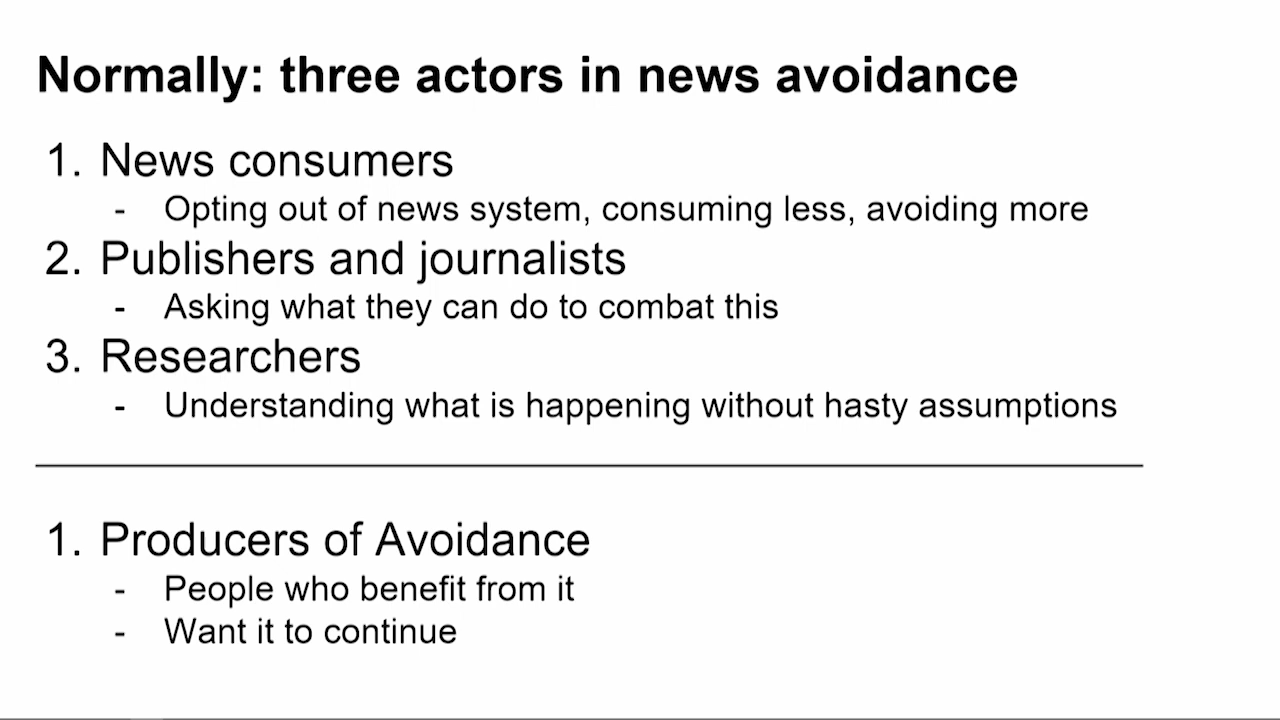 Normally: three actors in news avoidance
1. News consumers
- Opting out of news system, consuming less, avoiding more
2. Publishers and journalists
- Asking what they can do to combat this
3. Researchers
- Understanding what is happening without hasty assumptions
1. Producers of Avoidance
- People who benefit from it
- Want it to continue